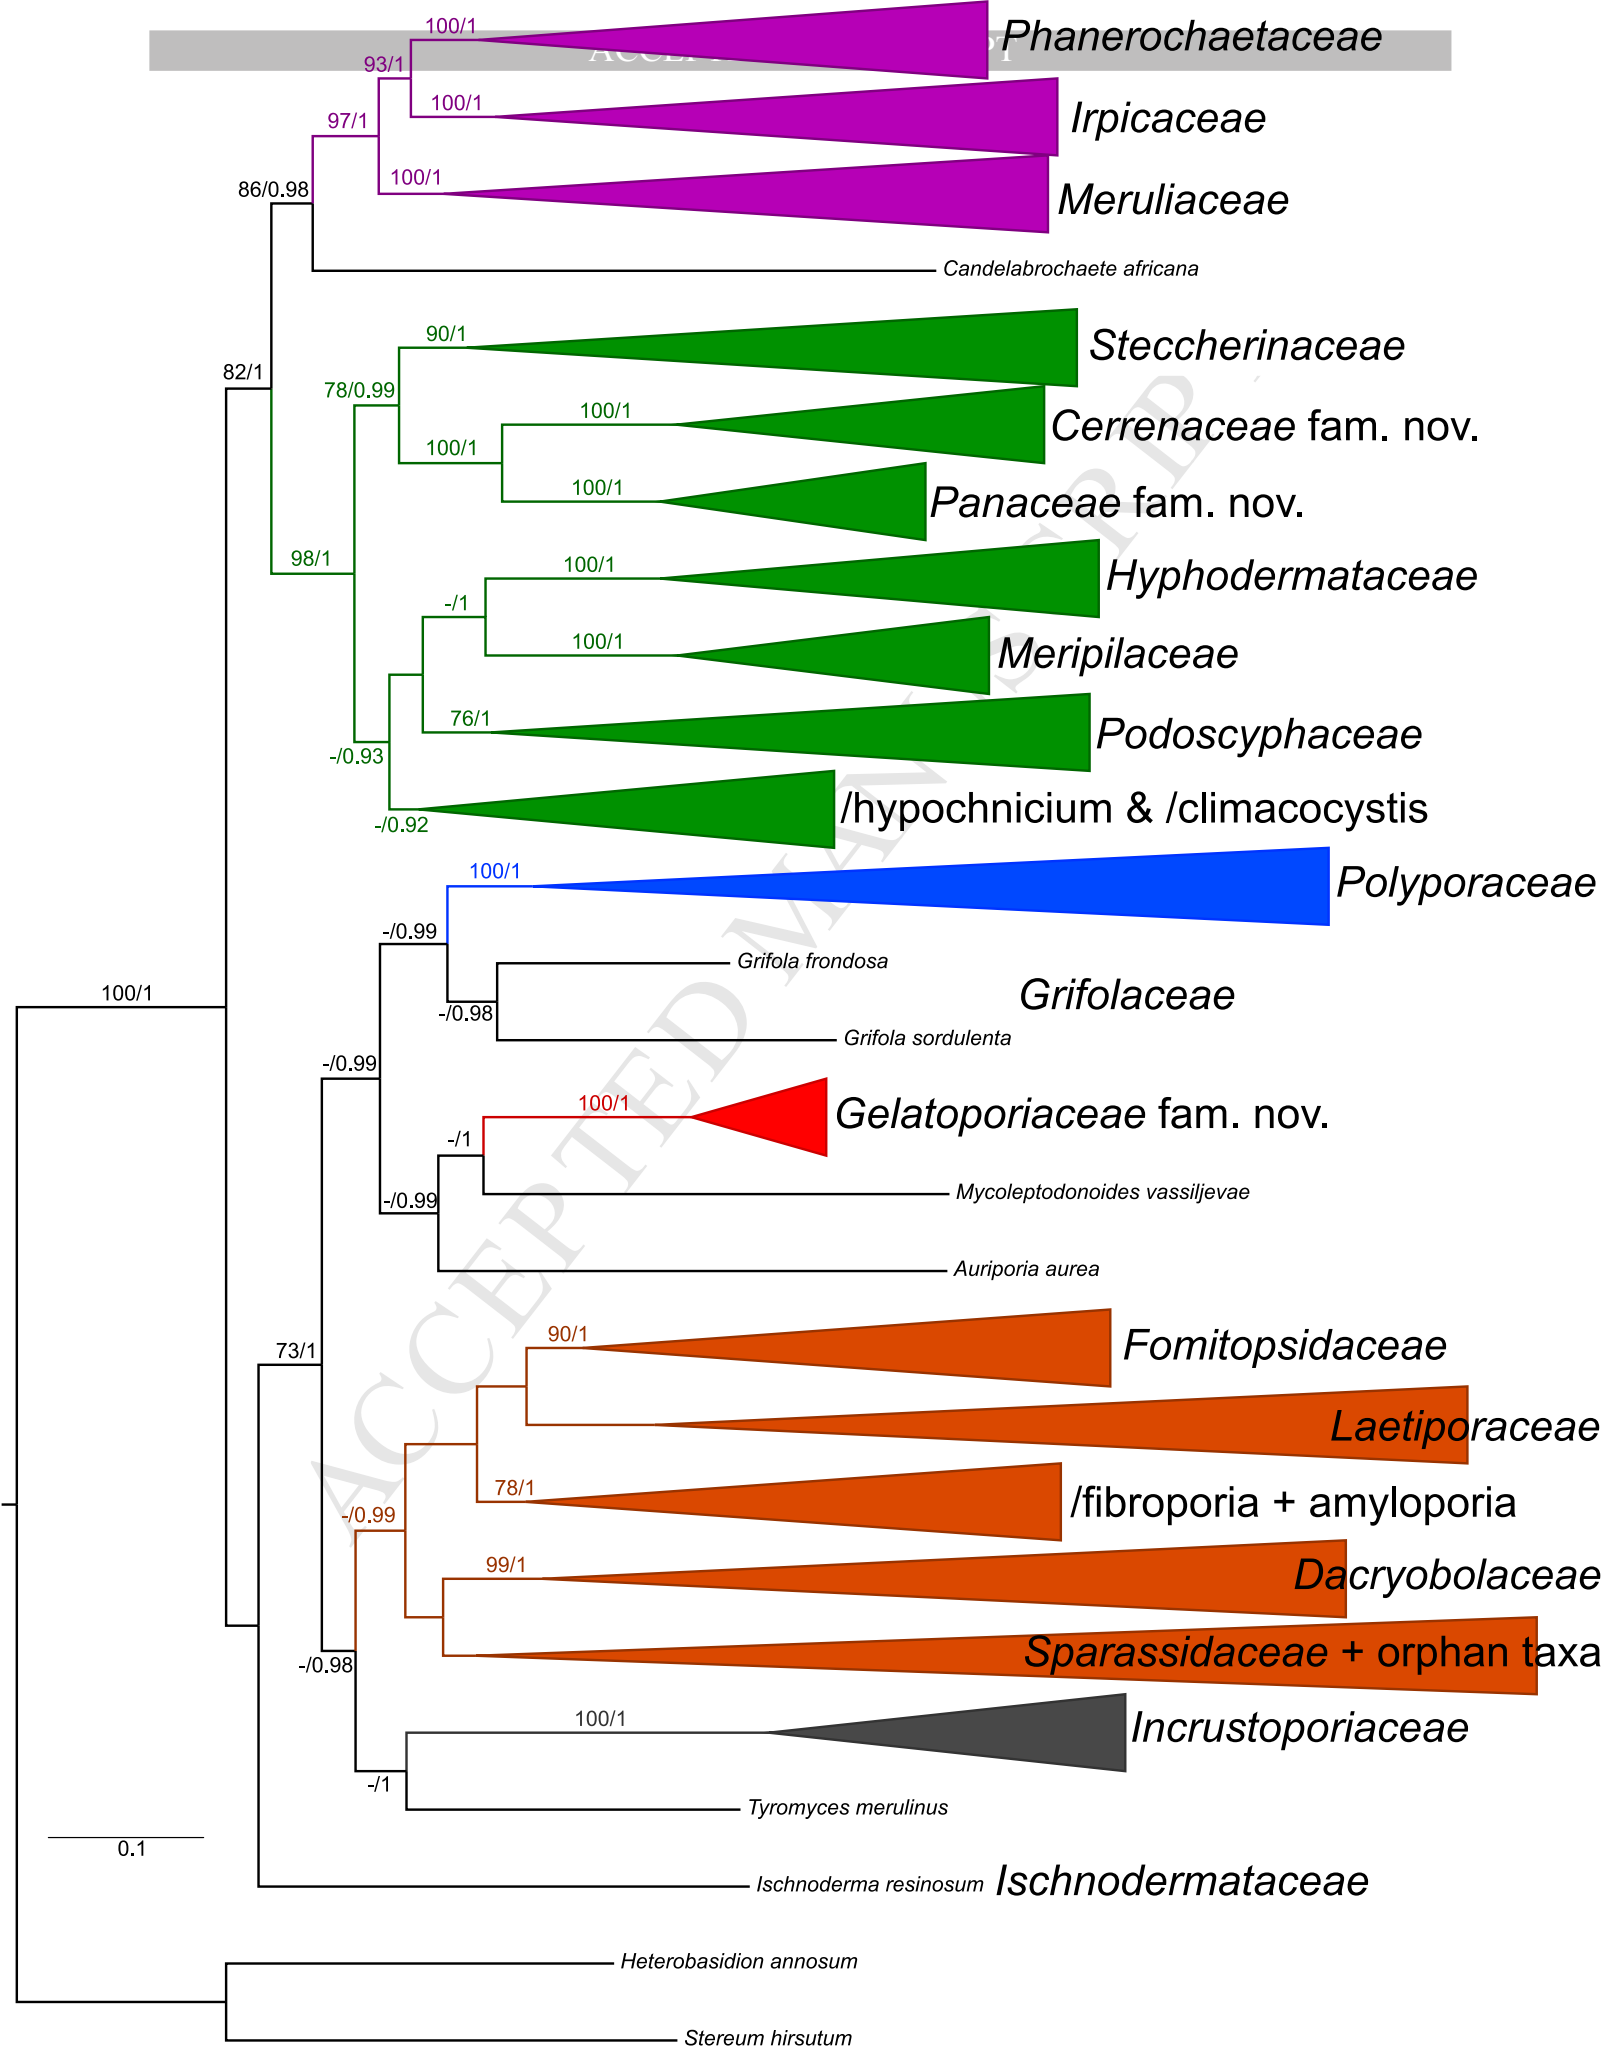 100/1
Phanerochaetaceae
93/1
100/1
Irpicaceae
97/1
100/1
Meruliaceae
86/0.98
Candelabrochaete africana
90/1
Steccherinaceae
82/1
78/0.99
100/1
Cerrenaceae fam. nov.
100/1
100/1
Panaceae fam. nov.
98/1
100/1
Hyphodermataceae
-/1
100/1
Meripilaceae
76/1
Podoscyphaceae
-/0.93
/hypochnicium & /climacocystis
-/0.92
100/1
Polyporaceae
-/0.99
Grifola frondosa
100/1
Grifolaceae
-/0.98
Grifola sordulenta
-/0.99
100/1
Gelatoporiaceae fam. nov.
-/1
Mycoleptodonoides vassiljevae
-/0.99
Auriporia aurea
90/1
Fomitopsidaceae
73/1
Laetiporaceae
78/1
/fibroporia + amyloporia
-/0.99
99/1
Dacryobolaceae
Sparassidaceae + orphan taxa
-/0.98
100/1
Incrustoporiaceae
-/1
Tyromyces merulinus
0.1
Ischnoderma resinosum Ischnodermataceae
Heterobasidion annosum
Stereum hirsutum
ACCEPTED